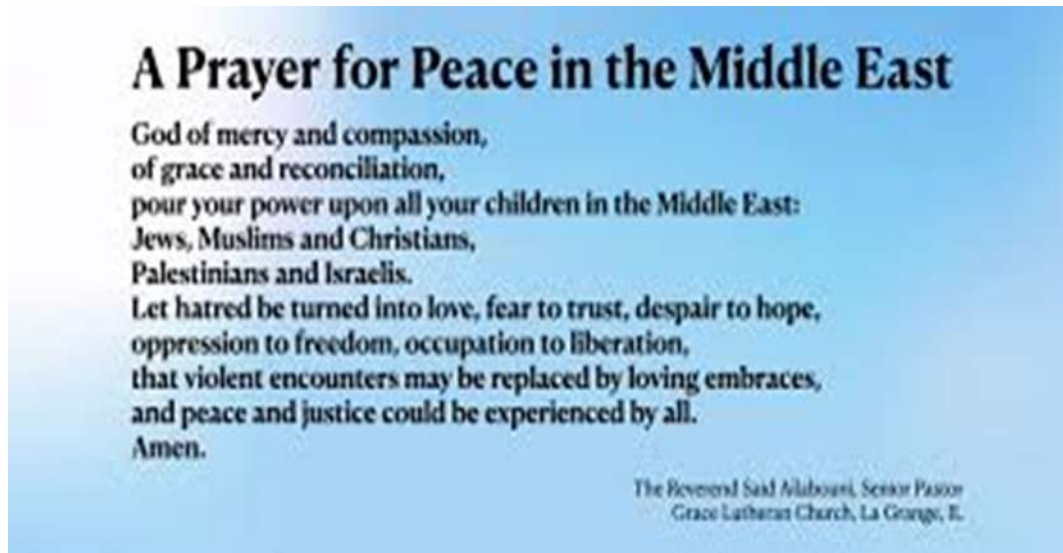 A Prayer for Peace in the Middle East
God of mercy and compassion,
of grace and reconciliation,
pour your power upon all your children in the Middle East:
Jews, Muslims and Christians,
Palestinians and Israelis.
Let hatred be turned into love, fear to trust, despair to hope,
oppression to freedom, occupation to liberation,
that violent encounters may be replaced by loving embraces,
and peace and justice could be experienced by all.
Amen.
The Reverend Said Ailabouni, Senior Pastor
Grace Lutheran Church, La Grange, IL